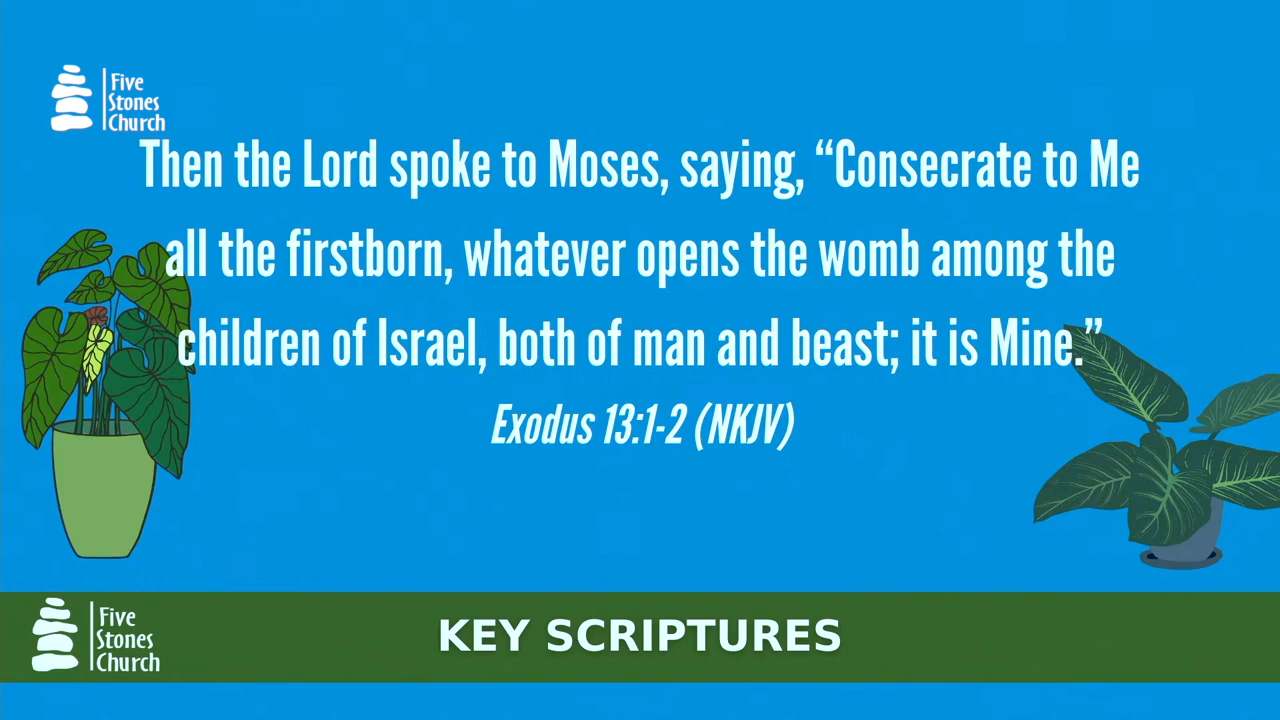 Five
Stones
Church
Then the Lord spoke to Moses, saying, “Consecrate to Me
all the firstborn, whatever opens the womb among the
children of Israel, both of man and beast; it is Mine.”
Exodus 13:1-2 (NKJV)
Five
Stones
Church
KEY SCRIPTURES